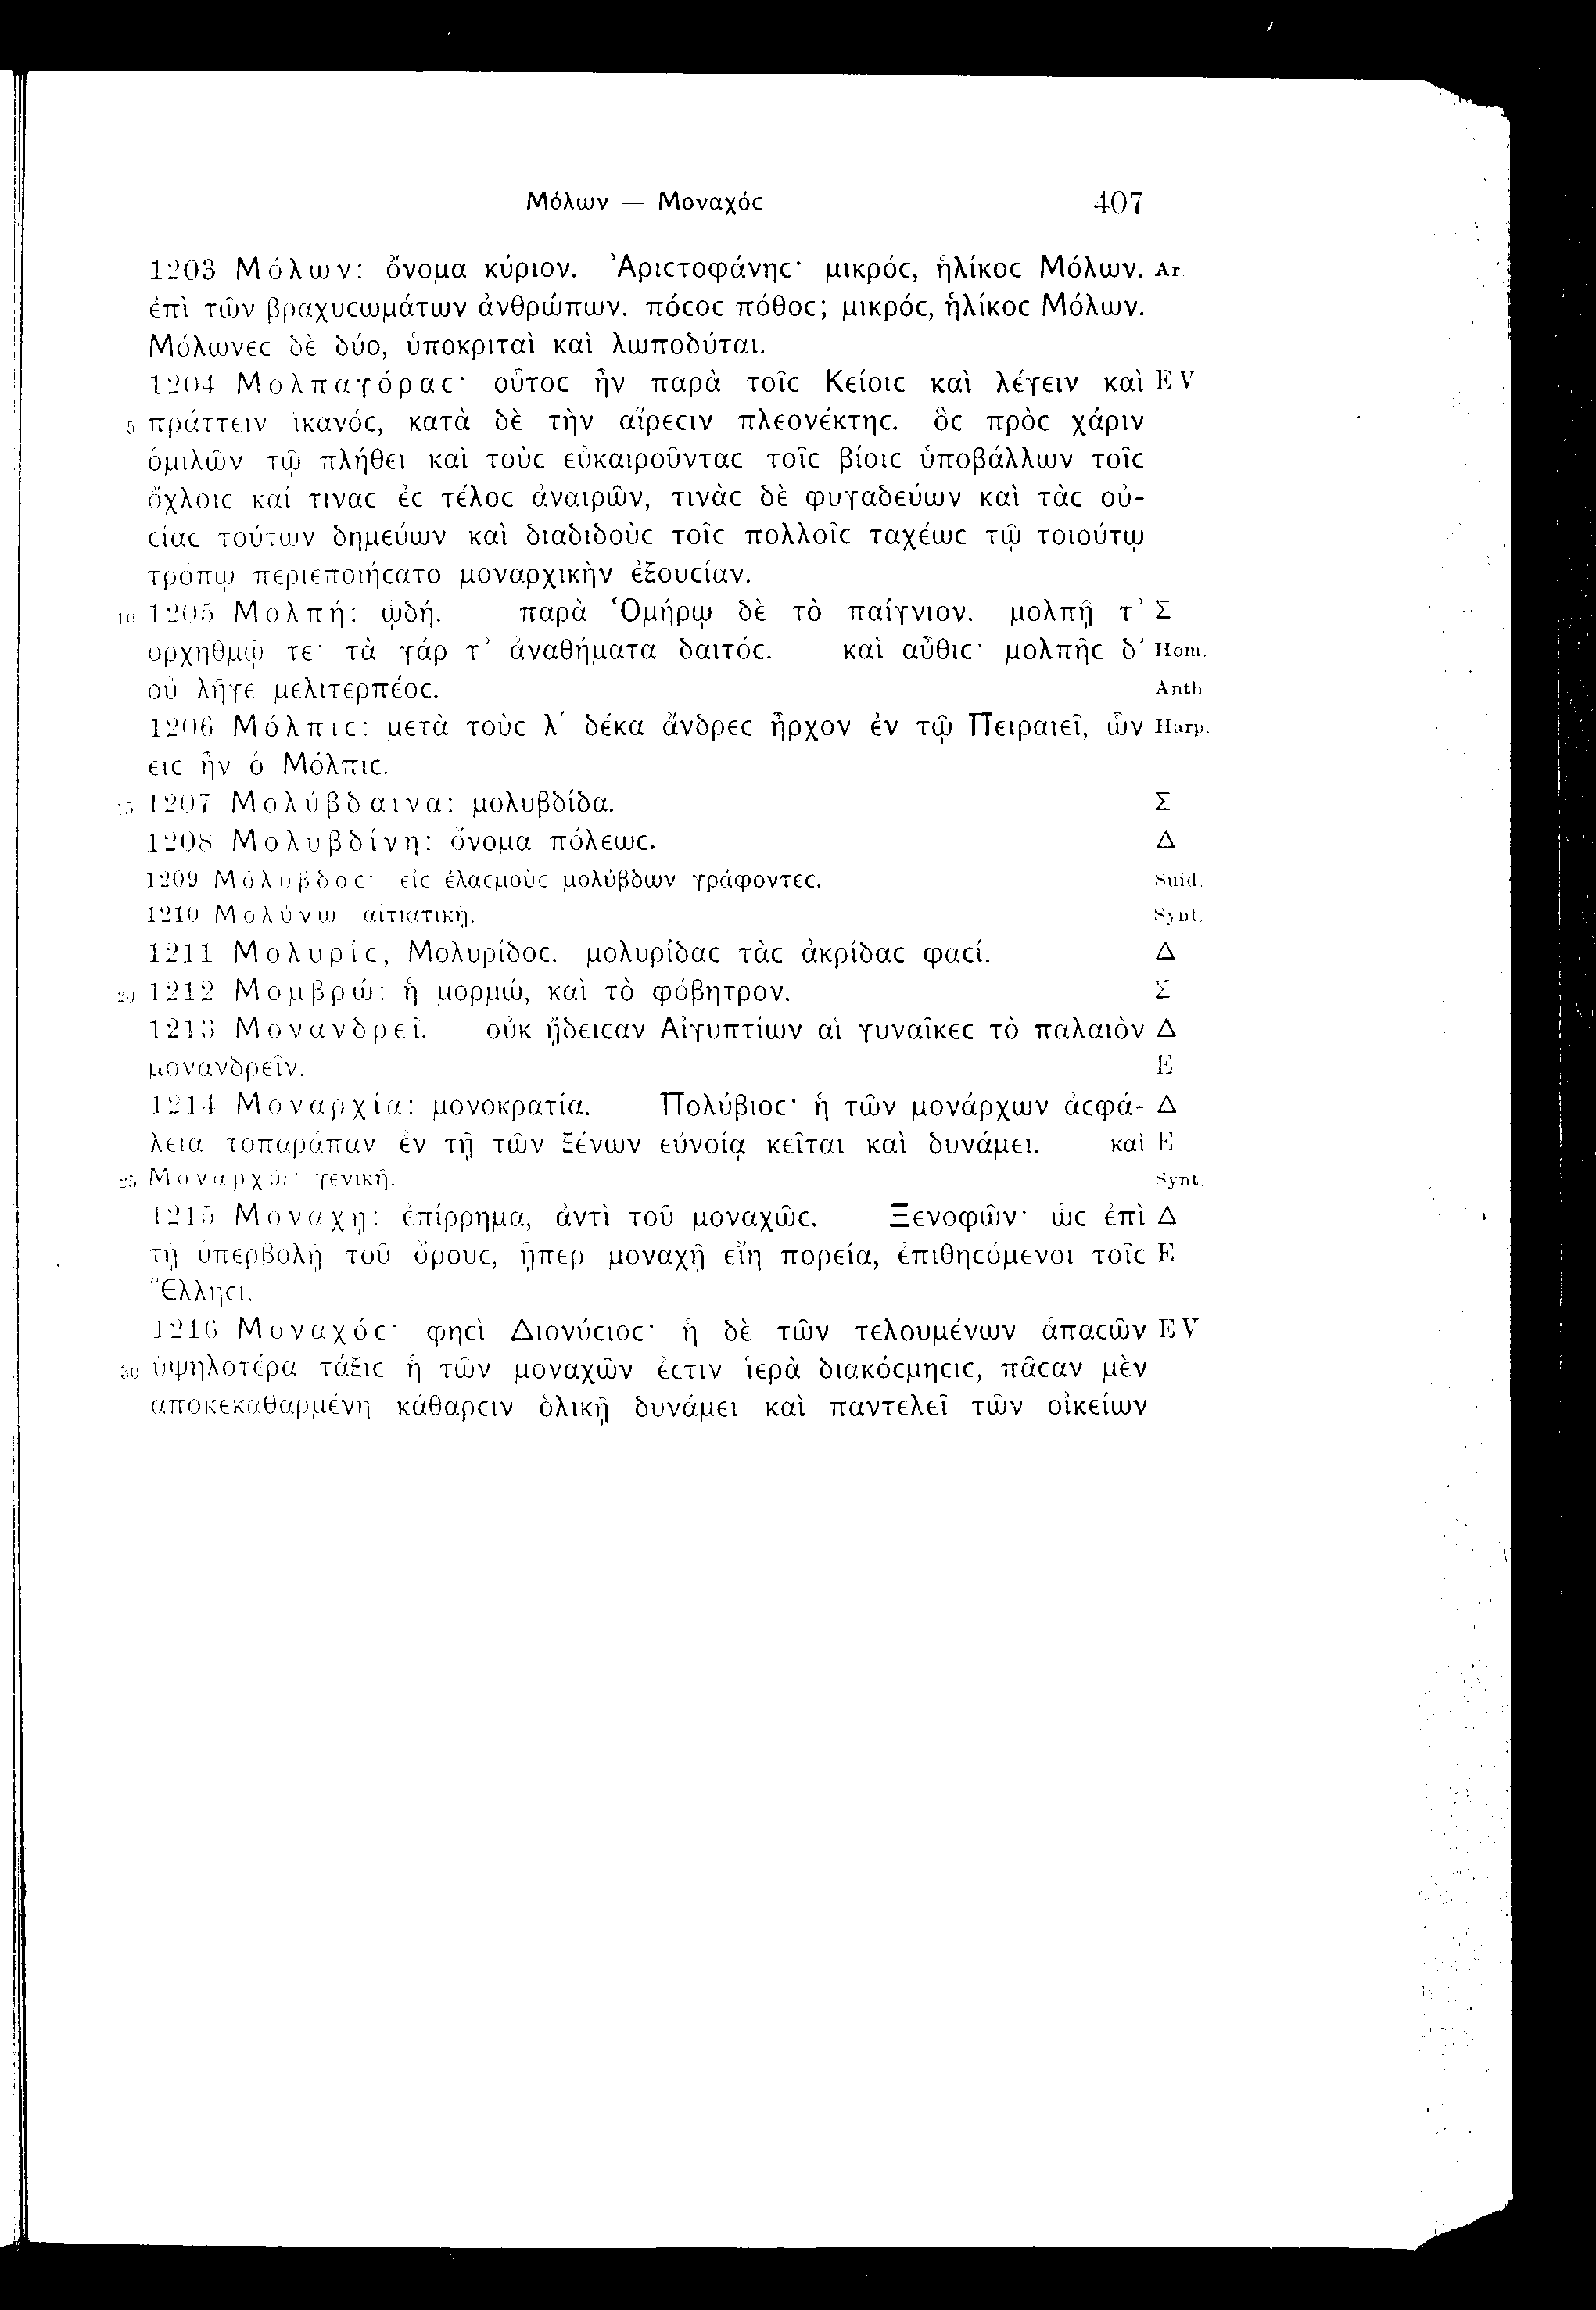 Μόλων — Μοναχόϲ 407
1203 Μόλων: ὄνομα κύριον. Ἀριϲτοφάνηϲ· μικρόϲ, ἡλίκοϲ Μόλων. Ar
ἐπὶ τῶν βραχυϲωμάτων ἀνθρώπων. πόϲοϲ πόθοϲ; μικρόϲ, ἡλίκοϲ Μόλων.
Μόλωνεϲ δὲ δύο, ὑποκριταὶ καὶ λωποδύται.
1204 Μολπαγόραϲ· οὗτοϲ ἦν παρὰ τοῖϲ Κείοιϲ καὶ λέγειν καὶ EV
5 πράττειν ἱκανόϲ, κατὰ δὲ τὴν αἵρεϲιν πλεονέκτηϲ. ὃϲ πρὸϲ χάριν
ὁμιλῶν τῷ πλήθει καὶ τοὺϲ εὐκαιροῦνταϲ τοῖϲ βίοιϲ ὑποβάλλων τοῖϲ
ὄχλοιϲ καί τιναϲ ἐϲ τέλοϲ ἀναιρῶν, τινὰϲ δὲ φυγαδεύων καὶ τὰϲ οὐ-
ϲίαϲ τούτων δημεύων καὶ διαδιδοὺϲ τοῖϲ πολλοῖϲ ταχέωϲ τῷ τοιούτῳ
τρόπῳ περιεποιήϲατο μοναρχικὴν ἐξουϲίαν.
10 1205 Μολπή: ᾠδή. παρὰ Ὁμήρῳ δὲ τὸ παίγνιον. μολπῇ τ’ Σ
ὀρχηθμῷ τε· τὰ γάρ τ’ ἀναθήματα δαιτόϲ. καὶ αὖθιϲ· μολπῆϲ δ’ Hom.
οὐ λῆγε μελιτερπέοϲ. Anth.
1206 Μόλπιϲ: μετὰ τοὺϲ λʹ δέκα ἄνδρεϲ ἦρχον ἐν τῷ Πειραιεῖ, ὧν Harp.
εἷϲ ἦν ὁ Μόλπιϲ.
15 1207 Μολύβδαινα: μολυβδίδα. Σ
1208 Μολυβδίνη: ὄνομα πόλεωϲ. Δ
1209 Μόλυβδοϲ· εἰϲ ἐλαϲμοὺϲ μολύβδων γράφοντεϲ. Suid.
1210 Μολύνω· αἰτιατικῇ. Synt.
1211 Μολυρίϲ, Μολυρίδοϲ. μολυρίδαϲ τὰϲ ἀκρίδαϲ φαϲί. Δ
20 1212 Μομβρώ: ἡ μορμώ, καὶ τὸ φόβητρον. Σ
1213 Μονανδρεῖ. οὐκ ᾔδειϲαν Αἰγυπτίων αἱ γυναῖκεϲ τὸ παλαιὸν Δ
μονανδρεῖν. E
1214 Μοναρχία: μονοκρατία. Πολύβιοϲ· ἡ τῶν μονάρχων ἀϲφά- Δ
λεια τοπαράπαν ἐν τῇ τῶν ξένων εὐνοίᾳ κεῖται καὶ δυνάμει. καὶ E
25 Μοναρχῶ· γενικῇ. Synt.
1215 Μοναχῇ: ἐπίρρημα, ἀντὶ τοῦ μοναχῶϲ. Ξενοφῶν· ὡϲ ἐπὶ Δ
τῇ ὑπερβολῇ τοῦ ὄρουϲ, ᾗπερ μοναχῇ εἴη πορεία, ἐπιθηϲόμενοι τοῖϲ E
Ἕλληϲι.
1216 Μοναχόϲ· φηϲὶ Διονύϲιοϲ· ἡ δὲ τῶν τελουμένων ἁπαϲῶν EV
30 ὑψηλοτέρα τάξιϲ ἡ τῶν μοναχῶν ἐϲτιν ἱερὰ διακόϲμηϲιϲ, πᾶϲαν μὲν
ἀποκεκαθαρμένη κάθαρϲιν ὁλικῇ δυνάμει καὶ παντελεῖ τῶν οἰκείων